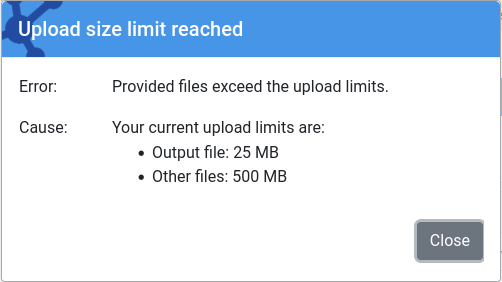 Upload size limit reached
Error: Provided files exceed the upload limits.
Cause: Your current upload limits are:
• Output file: 25 MB
• Other files: 500 MB
Close